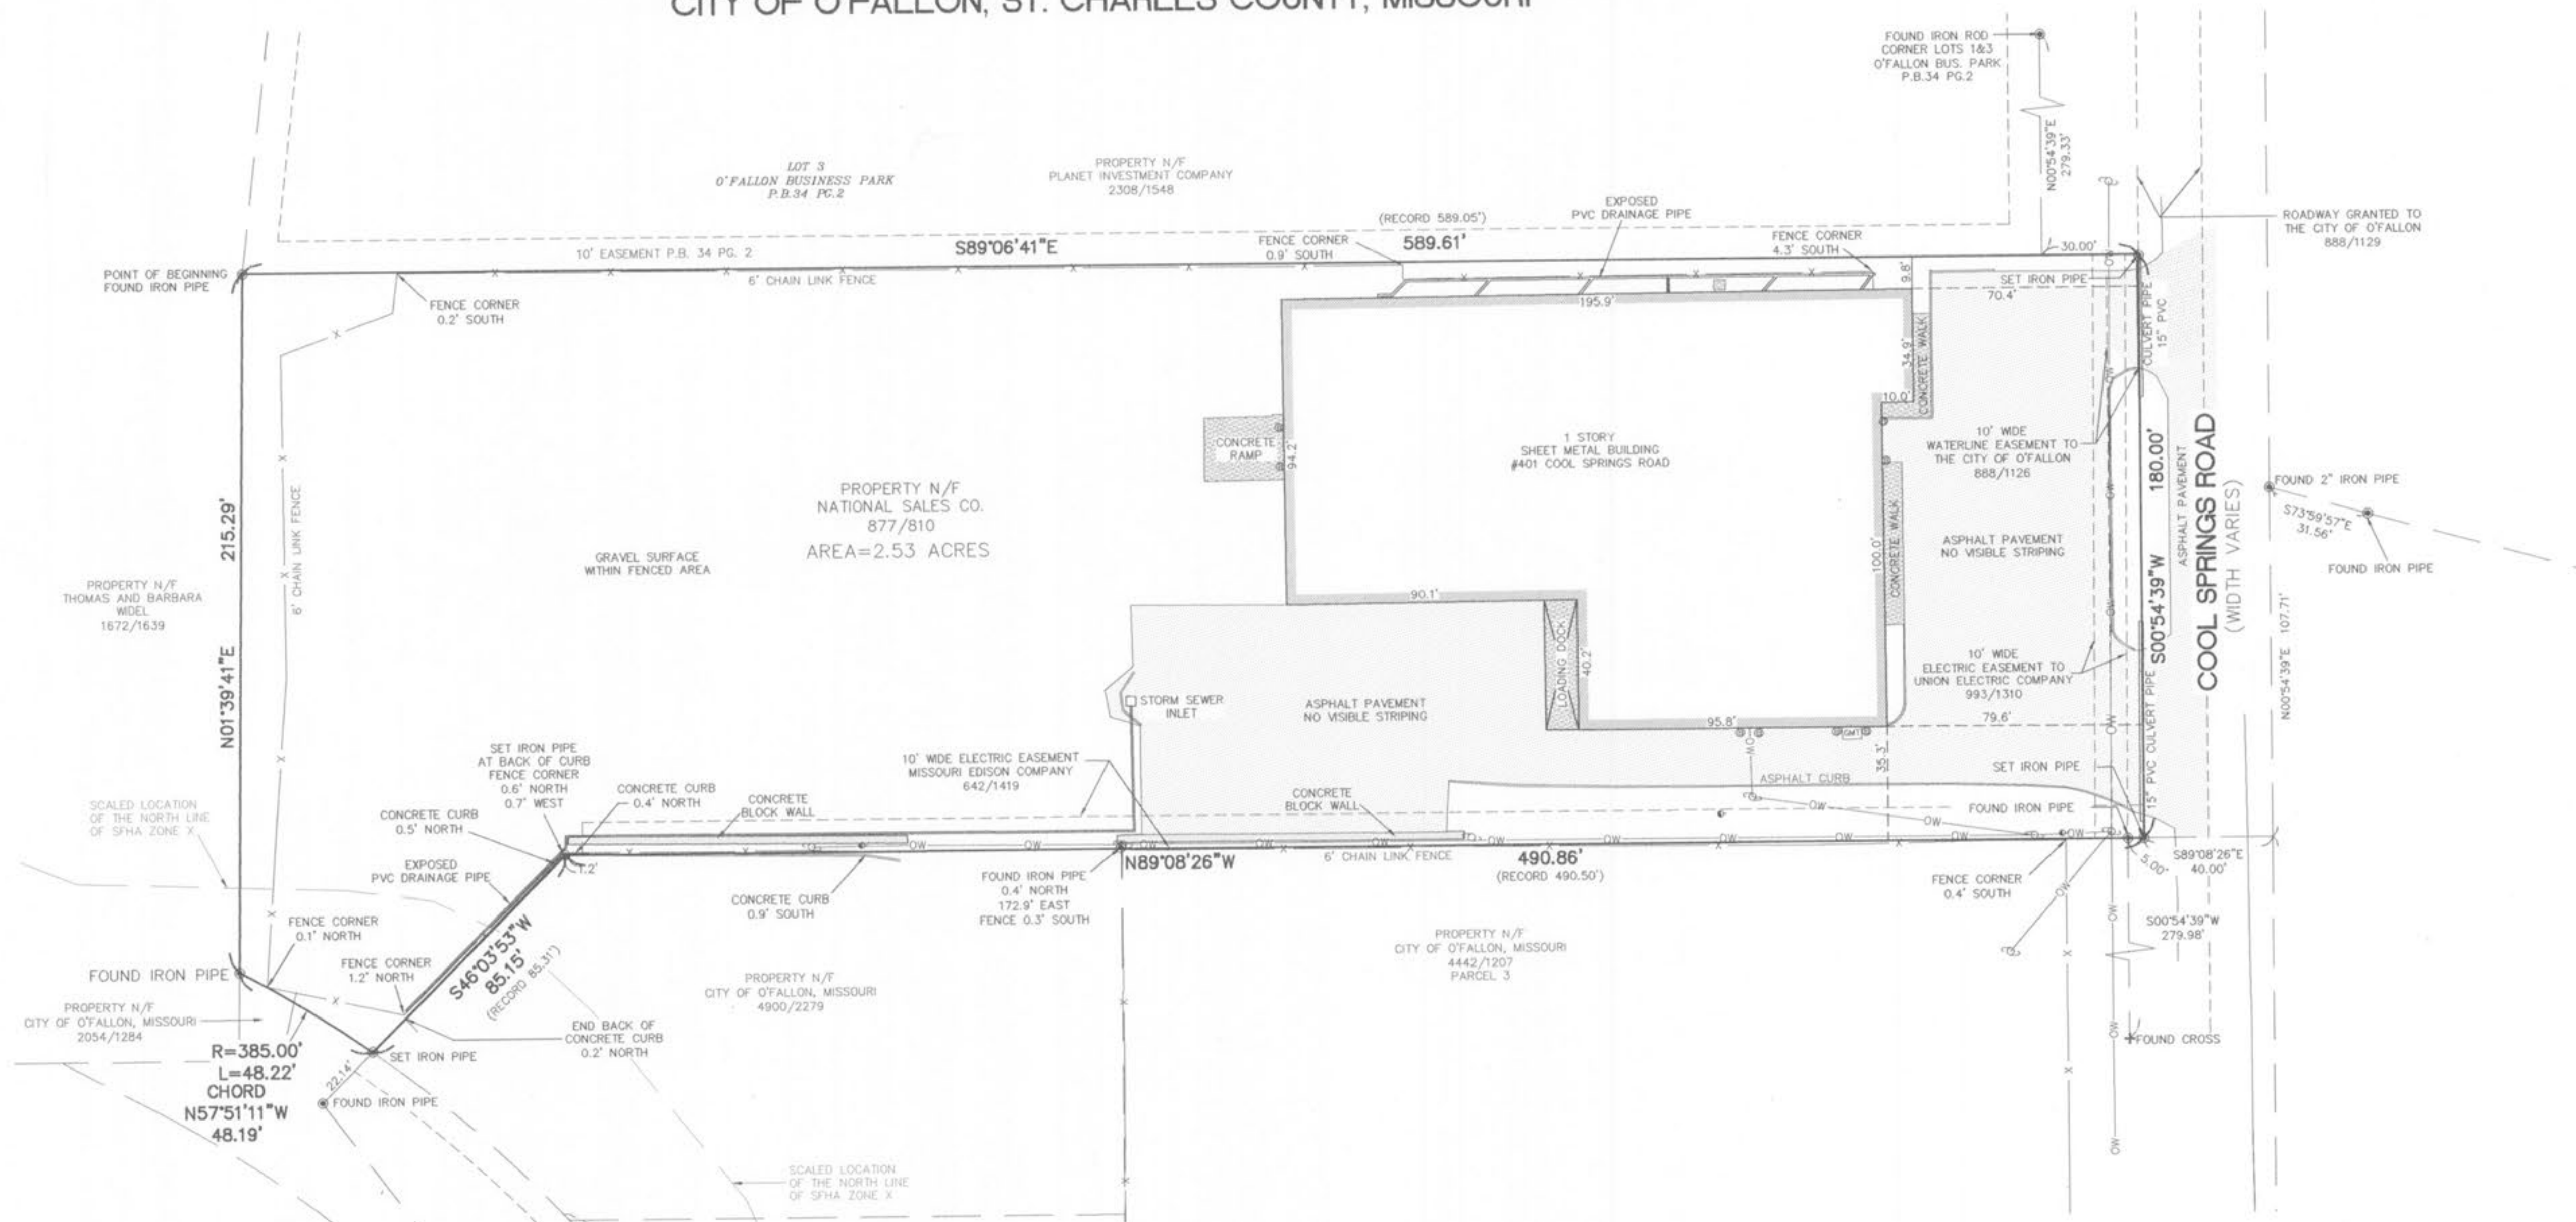 CITY OF O'FALLON, ST. CHARLES COUNTY, MISSOURI
FOUND IRON ROD
CORNER LOTS 1&3
O'FALLON BUS. PARK
P.B.34 PG.2
N00°54'39"E
279.33'
LOT 3
O'FALLON BUSINESS PARK
P.B.34 PG.2
PROPERTY N/F
PLANET INVESTMENT COMPANY
2308/1548
(RECORD 589.05')
EXPOSED
PVC DRAINAGE PIPE
ROADWAY GRANTED TO
THE CITY OF O'FALLON
888/1129
10' EASEMENT P.B. 34 PG. 2
S89°06'41"E
FENCE CORNER
0.9' SOUTH
589.61'
FENCE CORNER
4.3' SOUTH
30.00'
POINT OF BEGINNING
FOUND IRON PIPE
6' CHAIN LINK FENCE
SET IRON PIPE
FENCE CORNER
0.2' SOUTH
195.9'
9.8'
70.4'
CULVERT PIPE
15" PVC
34.9'
CONCRETE WALK
10.0'
CONCRETE
RAMP
94.2'
1 STORY
SHEET METAL BUILDING
#401 COOL SPRINGS ROAD
10' WIDE
WATERLINE EASEMENT TO
THE CITY OF O'FALLON
888/1126
S00°54'39"W 180.00'
ASPHALT PAVEMENT
COOL SPRINGS ROAD
(WIDTH VARIES)
FOUND 2" IRON PIPE
S73°59'57"E
31.56'
FOUND IRON PIPE
PROPERTY N/F
NATIONAL SALES CO.
877/810
AREA=2.53 ACRES
GRAVEL SURFACE
WITHIN FENCED AREA
6' CHAIN LINK FENCE
N01°39'41"E 215.29'
PROPERTY N/F
THOMAS AND BARBARA
WIDEL
1672/1639
100.0'
CONCRETE WALK
ASPHALT PAVEMENT
NO VISIBLE STRIPING
N00°54'39"E 107.71'
90.1'
LOADING DOCK
40.2'
10' WIDE
ELECTRIC EASEMENT TO
UNION ELECTRIC COMPANY
993/1310
STORM SEWER
INLET
ASPHALT PAVEMENT
NO VISIBLE STRIPING
95.8'
79.6'
GMT
OW
35.3'
SET IRON PIPE
15" PVC CULVERT PIPE
SET IRON PIPE
AT BACK OF CURB
FENCE CORNER
0.6' NORTH
0.7' WEST
10' WIDE ELECTRIC EASEMENT
MISSOURI EDISON COMPANY
642/1419
ASPHALT CURB
CONCRETE CURB
0.4' NORTH
CONCRETE
BLOCK WALL
CONCRETE
BLOCK WALL
FOUND IRON PIPE
SCALED LOCATION
OF THE NORTH LINE
OF SFHA ZONE X
CONCRETE CURB
0.5' NORTH
EXPOSED
PVC DRAINAGE PIPE
1.2'
N89°08'26"W
6' CHAIN LINK FENCE
490.86'
(RECORD 490.50')
S89°08'26"E
40.00'
5.00'
CONCRETE CURB
0.9' SOUTH
FOUND IRON PIPE
0.4' NORTH
172.9' EAST
FENCE 0.3' SOUTH
FENCE CORNER
0.4' SOUTH
S00°54'39"W
279.98'
FENCE CORNER
0.1' NORTH
FENCE CORNER
1.2' NORTH
S46°03'53"W
85.15'
(RECORD 85.31')
FOUND IRON PIPE
PROPERTY N/F
CITY OF O'FALLON, MISSOURI
2054/1284
PROPERTY N/F
CITY OF O'FALLON, MISSOURI
4900/2279
PROPERTY N/F
CITY OF O'FALLON, MISSOURI
4442/1207
PARCEL 3
END BACK OF
CONCRETE CURB
0.2' NORTH
FOUND CROSS
R=385.00'
L=48.22'
CHORD
N57°51'11"W
48.19'
SET IRON PIPE
22.14'
FOUND IRON PIPE
SCALED LOCATION
OF THE NORTH LINE
OF SFHA ZONE X